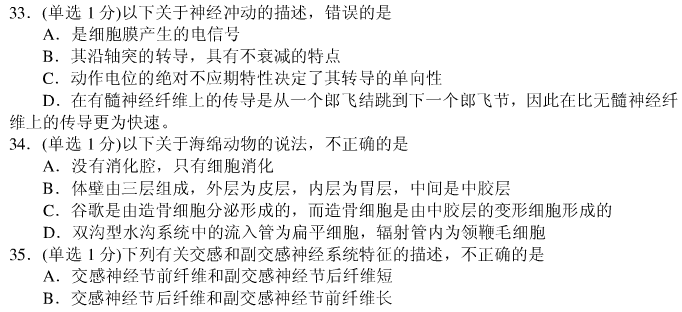 33．(单选 1 分)以下关于神经冲动的描述，错误的是
A．是细胞膜产生的电信号
B．其沿轴突的转导，具有不衰减的特点
C．动作电位的绝对不应期特性决定了其转导的单向性
D．在有髓神经纤维上的传导是从一个郎飞结跳到下一个郎飞节，因此在比无髓神经纤
维上的传导更为快速。
34．(单选 1 分)以下关于海绵动物的说法，不正确的是
A．没有消化腔，只有细胞消化
B．体壁由三层组成，外层为皮层，内层为胃层，中间是中胶层
C．谷歌是由造骨细胞分泌形成的，而造骨细胞是由中胶层的变形细胞形成的
D．双沟型水沟系统中的流入管为扁平细胞，辐射管内为领鞭毛细胞
35．(单选 1 分)下列有关交感和副交感神经系统特征的描述，不正确的是
A．交感神经节前纤维和副交感神经节后纤维短
B．交感神经节后纤维和副交感神经节前纤维长